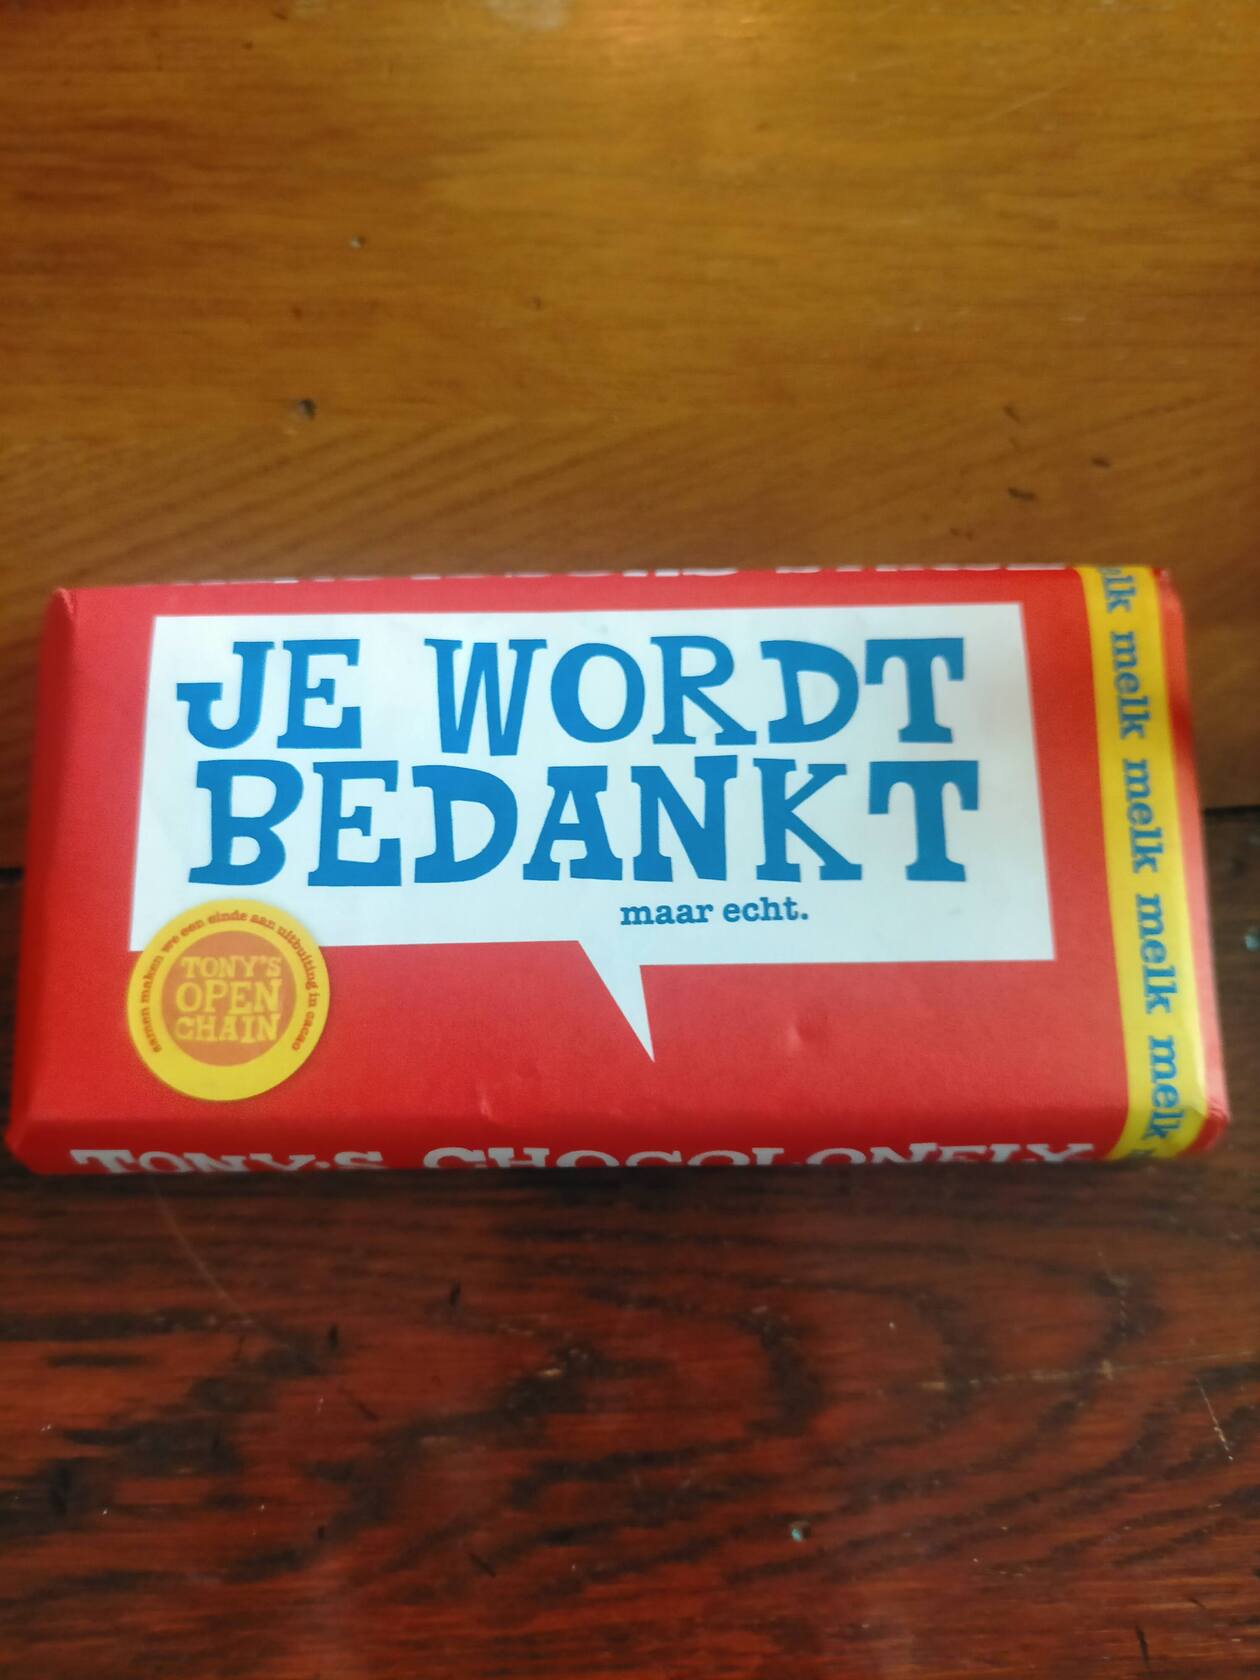 JE WORDT
BEDANKT
maar echt.
samen maken we een einde aan uitbuiting in cacao
TONY'S
OPEN
CHAIN
TONY'S CHOCOLONELY
melk melk melk melk